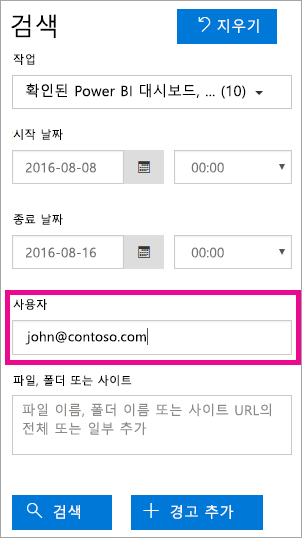 검색
지우기
작업
확인된 Power BI 대시보드, ... (10)
시작 날짜
2016-08-08
00:00
종료 날짜
2016-08-16
00:00
사용자
john@contoso.com
파일, 폴더 또는 사이트
파일 이름, 폴더 이름 또는 사이트 URL의
전체 또는 일부 추가
검색
경고 추가